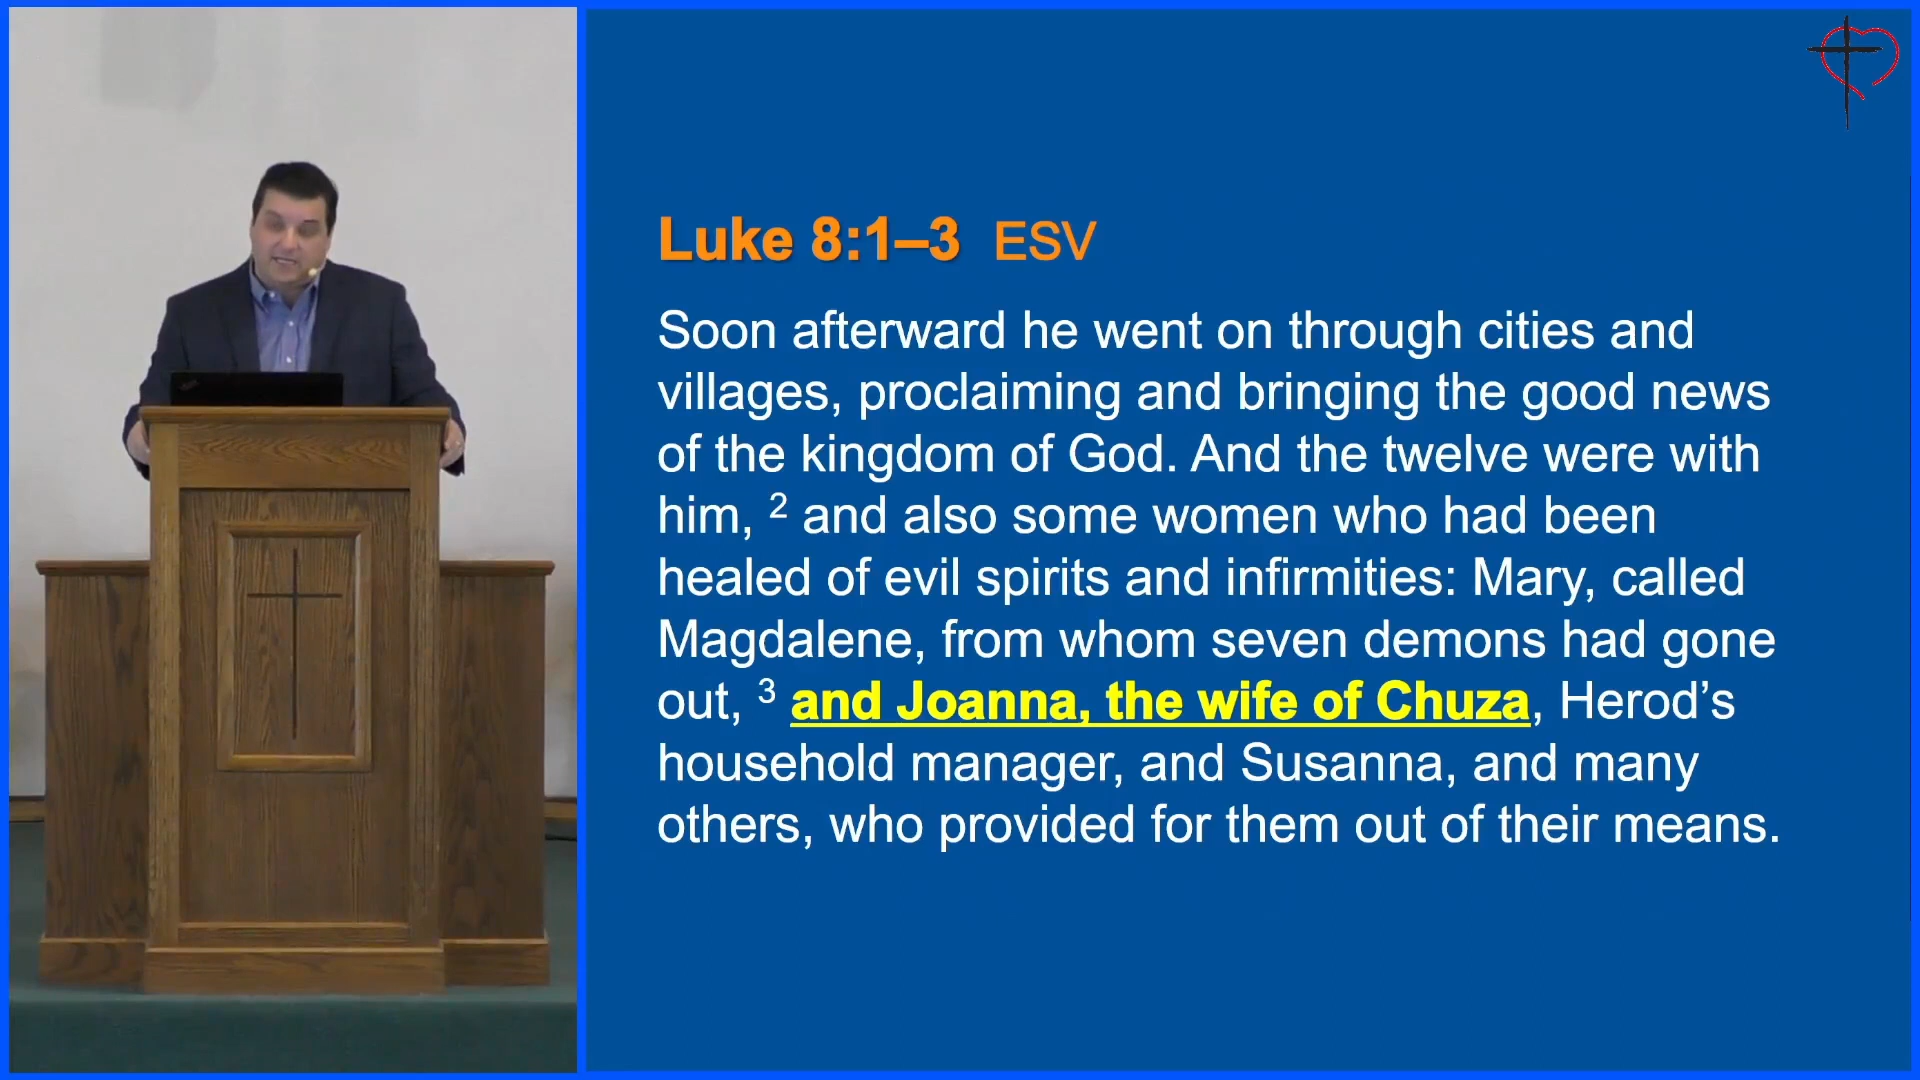 Luke 8:1–3 ESV
Soon afterward he went on through cities and
villages, proclaiming and bringing the good news
of the kingdom of God. And the twelve were with
him, 2 and also some women who had been
healed of evil spirits and infirmities: Mary, called
Magdalene, from whom seven demons had gone
out, 3 and Joanna, the wife of Chuza, Herod’s
household manager, and Susanna, and many
others, who provided for them out of their means.